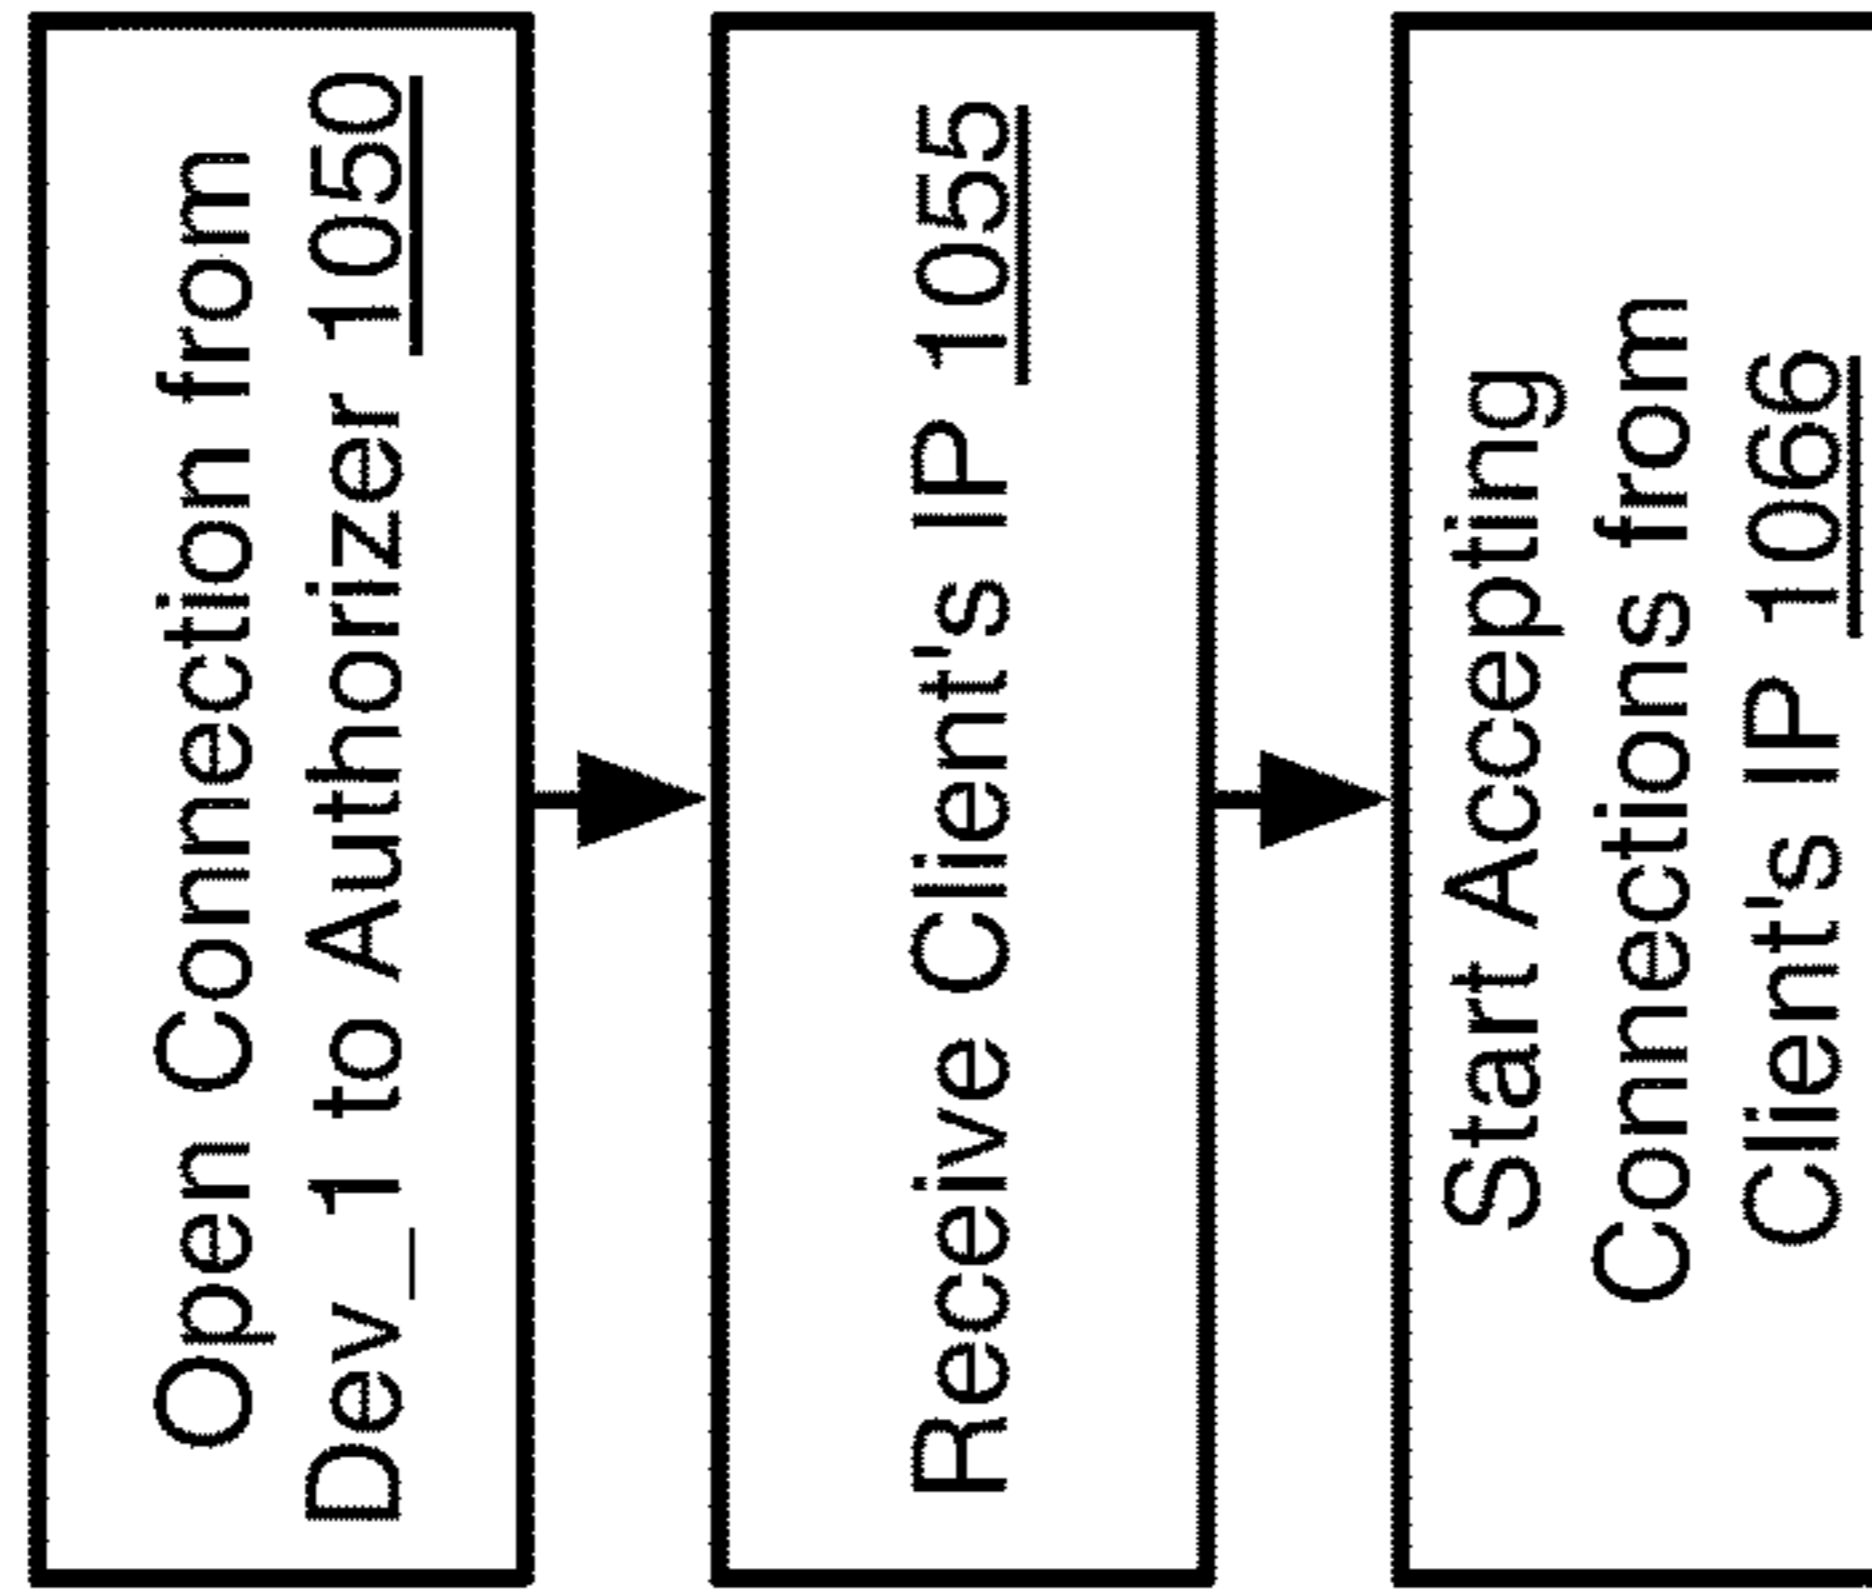 Open Connection from
Dev_1 to Authorizer 1050
Receive Client's IP 1055
Start Accepting
Connections from
Client's IP 1066